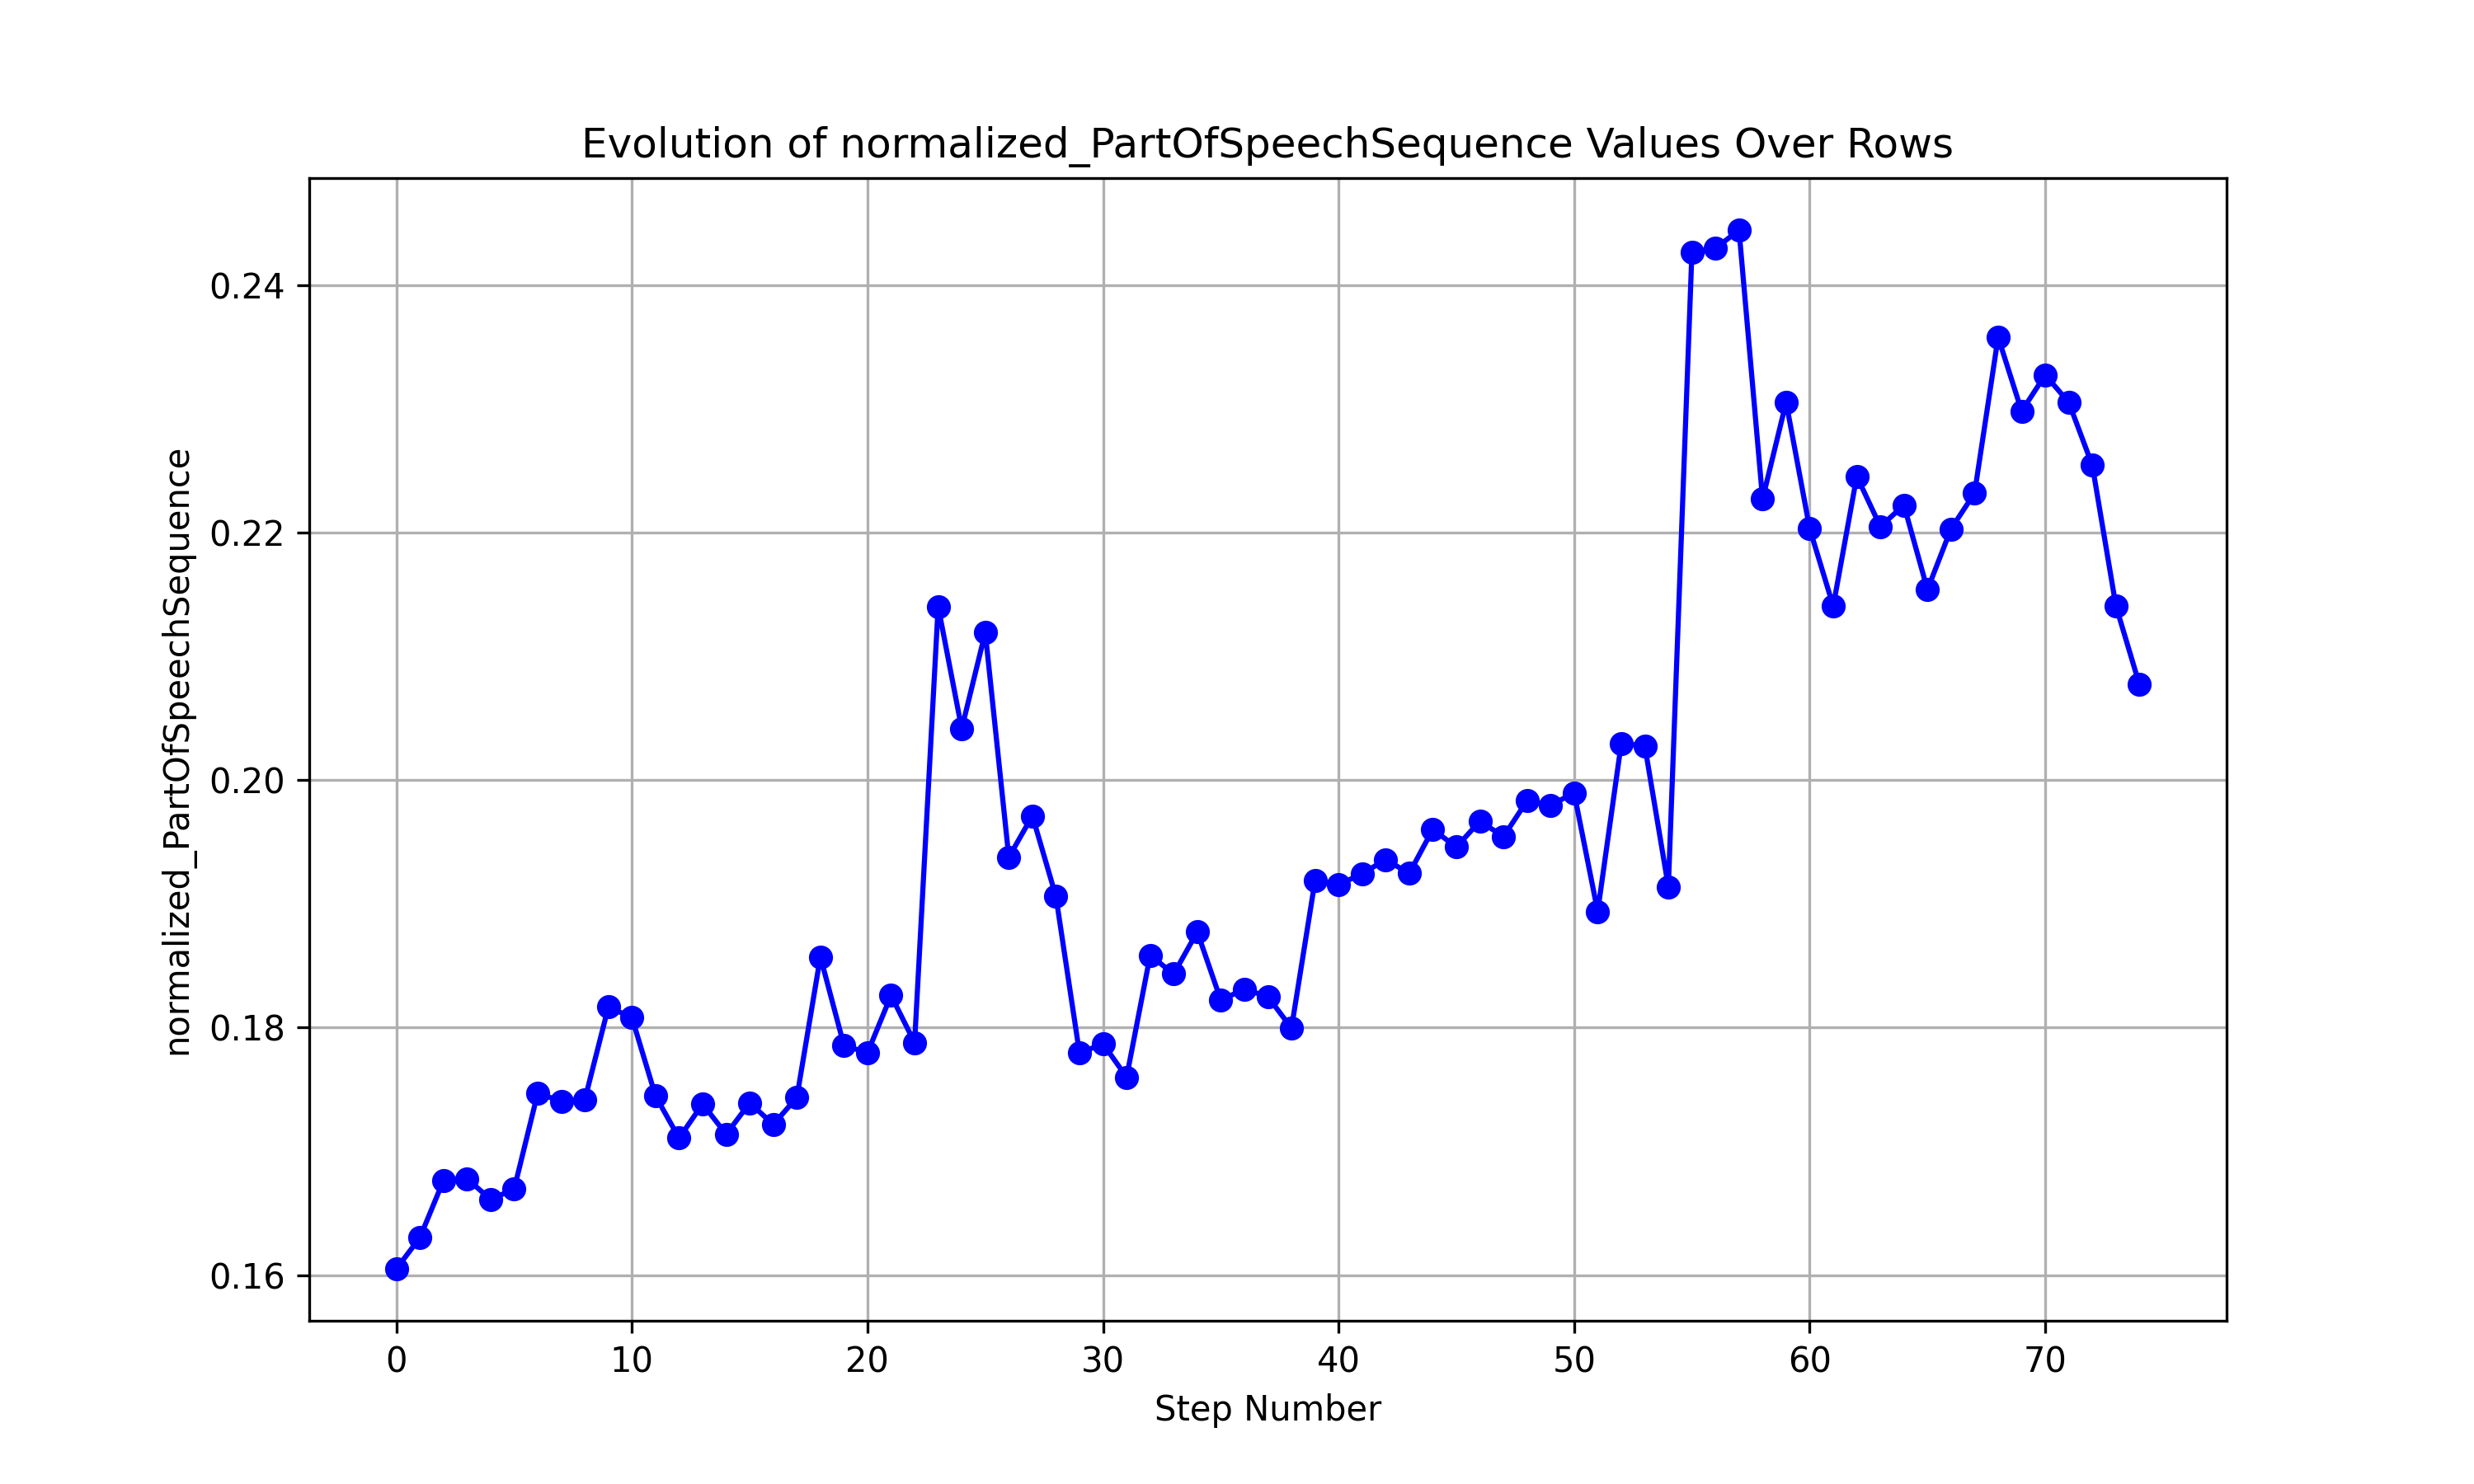 Evolution of normalized_PartOfSpeechSequence Values Over Rows
normalized_PartOfSpeechSequence
0.24
0.22
0.20
0.18
0.16
0 10 20 30 40 50 60 70
Step Number